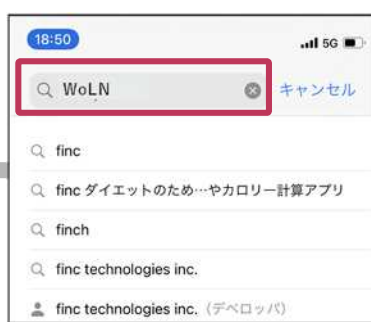 18:50
5G
WoLN
キャンセル
finc
finc ダイエットのため…やカロリー計算アプリ
finch
finc technologies inc.
finc technologies inc.（デベロッパ）